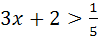 3x + 2 > 1/5